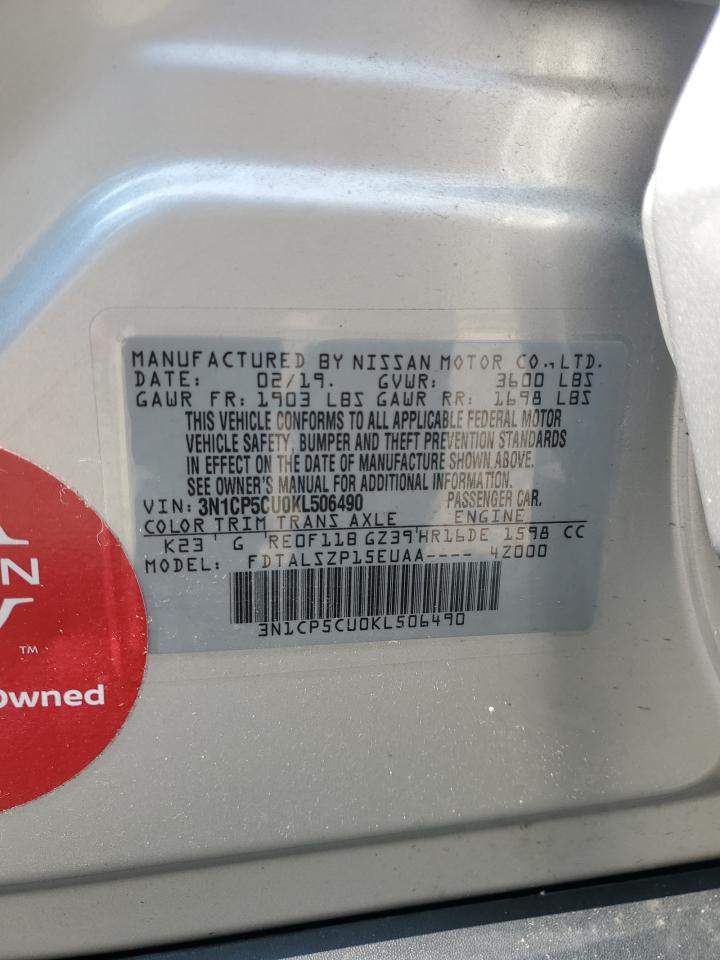 MANUFACTURED BY NISSAN MOTOR CO., LTD.
DATE: 02/19. GVWR: 3600 LBS
GAWR FR: 1903 LBS GAWR RR: 1698 LBS
THIS VEHICLE CONFORMS TO ALL APPLICABLE FEDERAL MOTOR
VEHICLE SAFETY, BUMPER AND THEFT PREVENTION STANDARDS
IN EFFECT ON THE DATE OF MANUFACTURE SHOWN ABOVE.
SEE OWNER'S MANUAL FOR ADDITIONAL INFORMATION.
VIN: 3N1CP5CU0KL506490 PASSENGER CAR.
COLOR TRIM TRANS AXLE ENGINE
K23 ' G RE0F11B GZ39'HR16DE 1598 CC
MODEL: FDTALSZP15EUAA---- 4Z000
3N1CP5CU0KL506490
N
TM
Owned